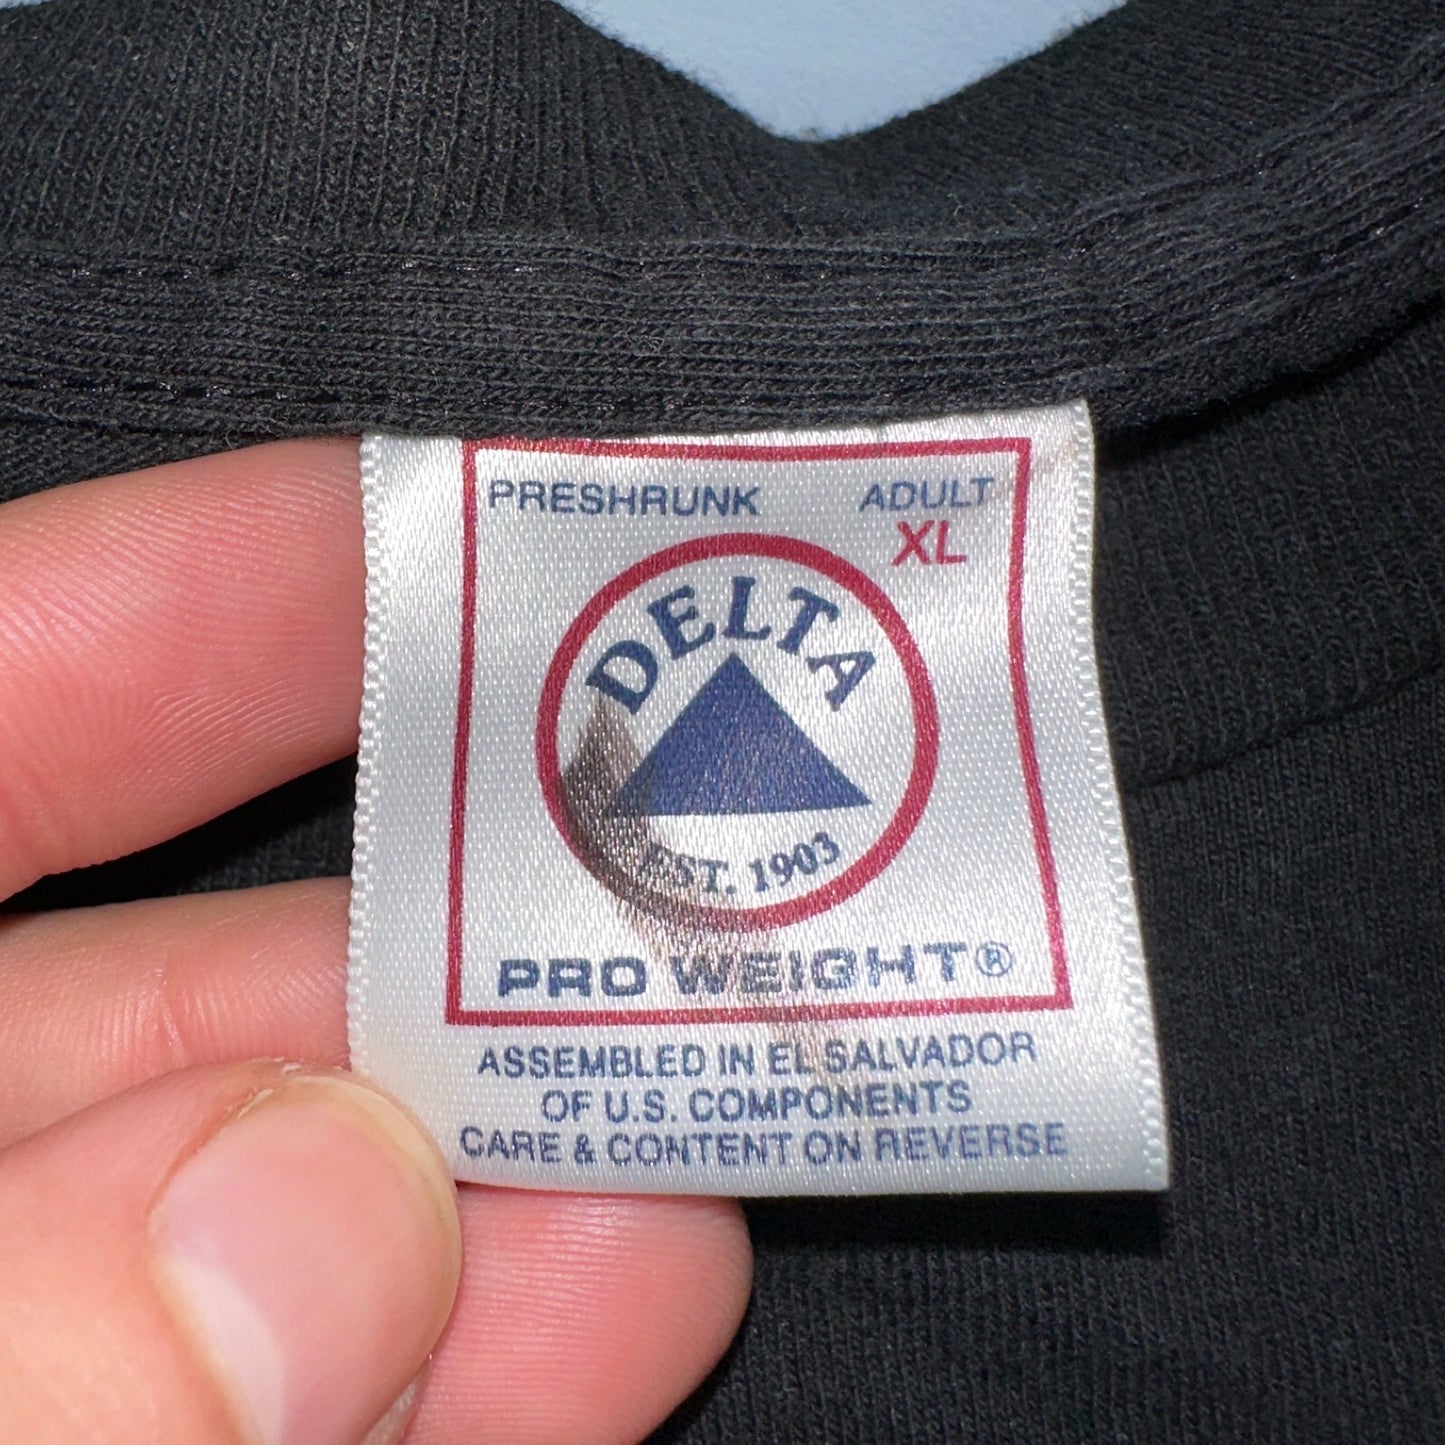 PRESHRUNK ADULT
XL
DELTA
EST. 1903
PRO WEIGHT®
ASSEMBLED IN EL SALVADOR
OF U.S. COMPONENTS
CARE & CONTENT ON REVERSE